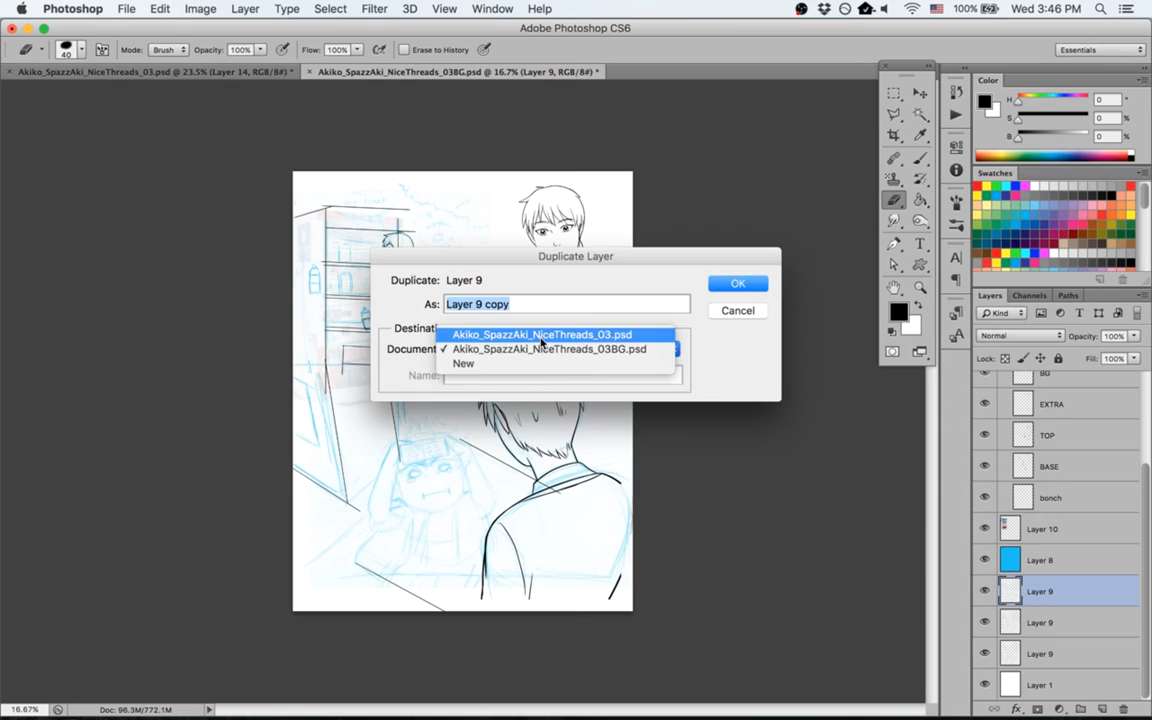 Photoshop File Edit Image Layer Type Select Filter 3D View Window Help 100% Wed 3:46 PM
Adobe Photoshop CS6
40 Mode: Brush Opacity: 100% Flow: 100% Erase to History Essentials
Akiko_SpazzAki_NiceThreads_03.psd @ 23.5% (Layer 14, RGB/8#) *
Akiko_SpazzAki_NiceThreads_03BG.psd @ 16.7% (Layer 9, RGB/8#) *
Color
H 0 °
S 0 %
B 0 %
Swatches
Duplicate Layer
Duplicate: Layer 9
OK
As: Layer 9 copy
Cancel
Destinati
Akiko_SpazzAki_NiceThreads_03.psd
Document ✓ Akiko_SpazzAki_NiceThreads_03BG.psd
New
Name:
Layers Channels Paths
Kind
Normal Opacity: 100%
Lock: Fill: 100%
BG
EXTRA
TOP
BASE
bonch
Layer 10
Layer 8
Layer 9
Layer 9
Layer 9
Layer 1
16.67% Doc: 96.3M/772.1M